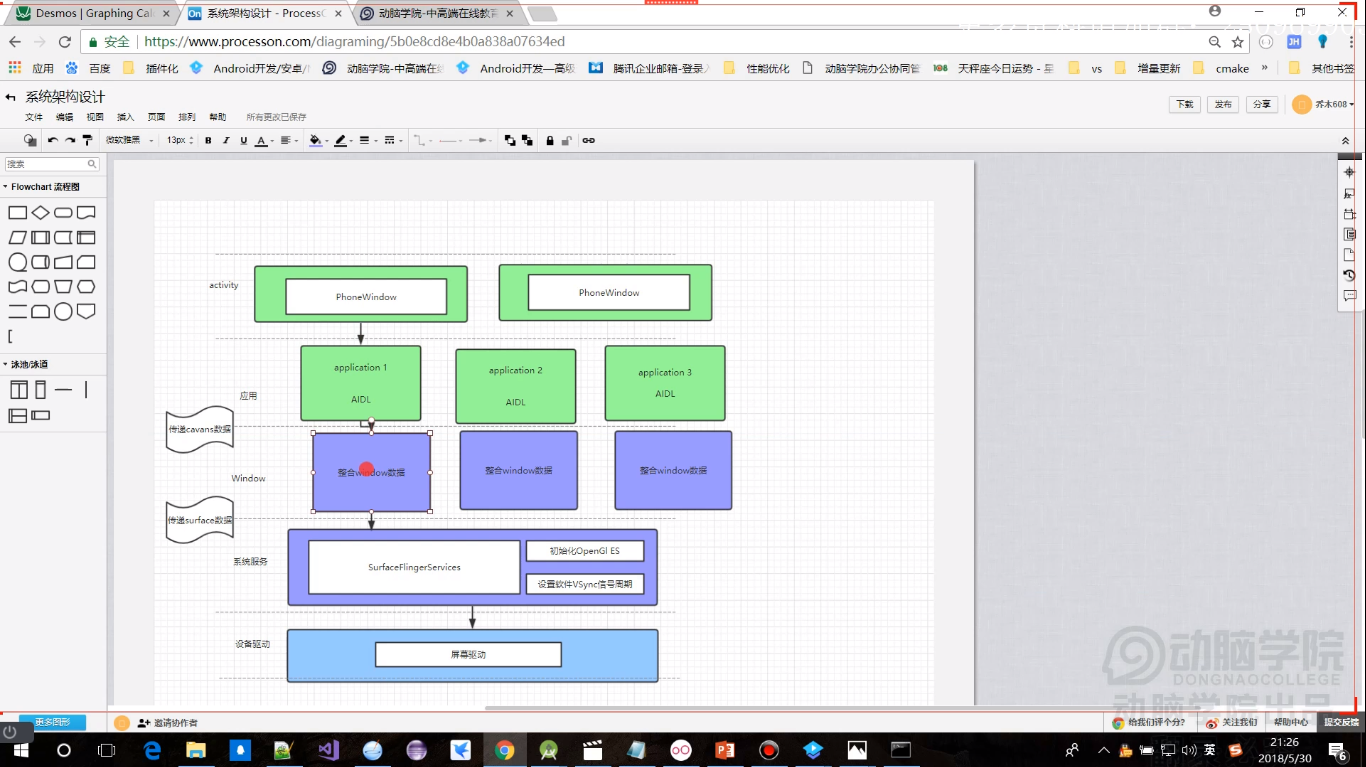 Desmos | Graphing Cal
系统架构设计 - ProcessO
动脑学院-中高端在线教育
安全 https://www.processon.com/diagraming/5b0e8cd8e4b0a838a07634ed
应用 百度 插件化 Android开发/安卓/ 动脑学院-中高端在线 Android开发—高级 腾讯企业邮箱-登录 性能优化 动脑学院办公协同管 天秤座今日运势 - 星 vs 增量更新 cmake » 其他书签
系统架构设计
下载 发布 分享 芥末608
文件 编辑 视图 插入 页面 排列 帮助 所有更改已保存
微软雅黑 13px B I U A
搜索
Flowchart 流程图
泳池/泳道
更多图形
activity
PhoneWindow
PhoneWindow
application 1
AIDL
application 2
AIDL
application 3
AIDL
应用
传递cavans数据
整合window数据
整合window数据
整合window数据
Window
传递surface数据
系统服务
SurfaceFlingerServices
初始化OpenGl ES
设置软件VSync信号周期
设备驱动
屏幕驱动
动脑学院
DONGNAOCOLLEGE
动脑学院出品
邀请协作者
给我们评个分? 关注我们 帮助中心 提交反馈
英
21:26
2018/5/30
6